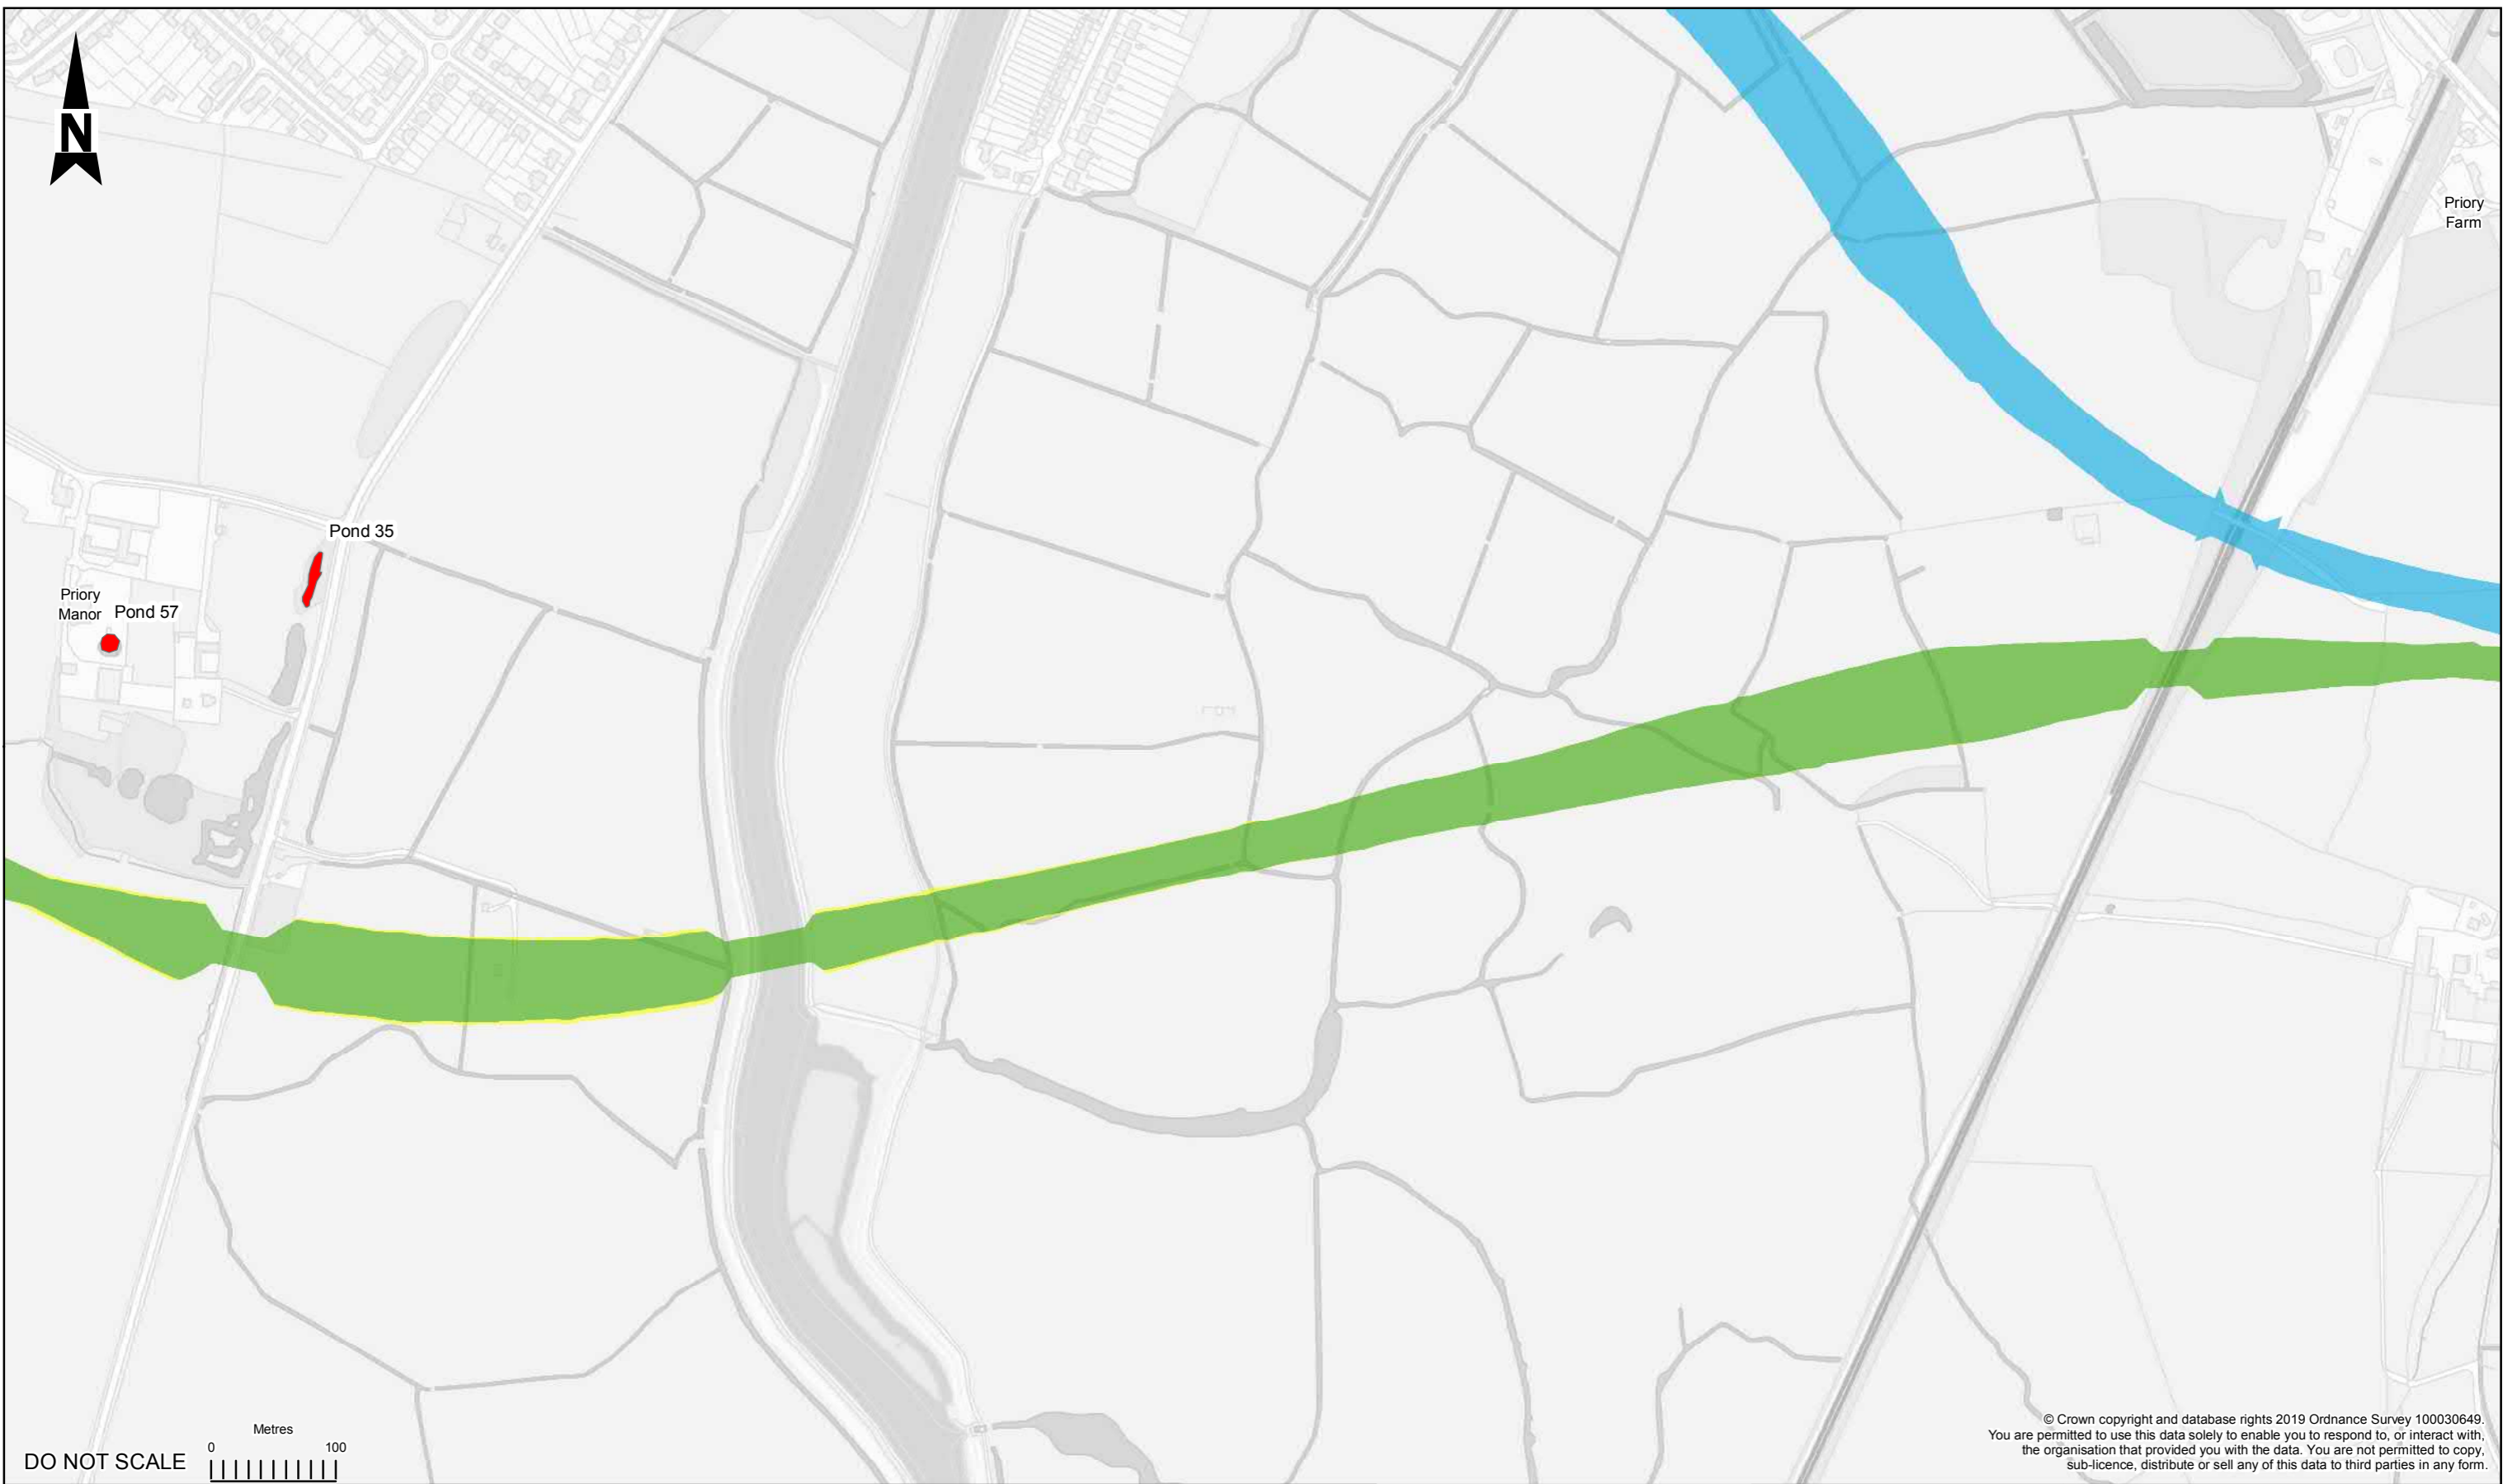 N
Priory
Farm
Pond 35
Priory
Manor
Pond 57
Metres
0 100
DO NOT SCALE
© Crown copyright and database rights 2019 Ordnance Survey 100030649.
You are permitted to use this data solely to enable you to respond to, or interact with,
the organisation that provided you with the data. You are not permitted to copy,
sub-licence, distribute or sell any of this data to third parties in any form.